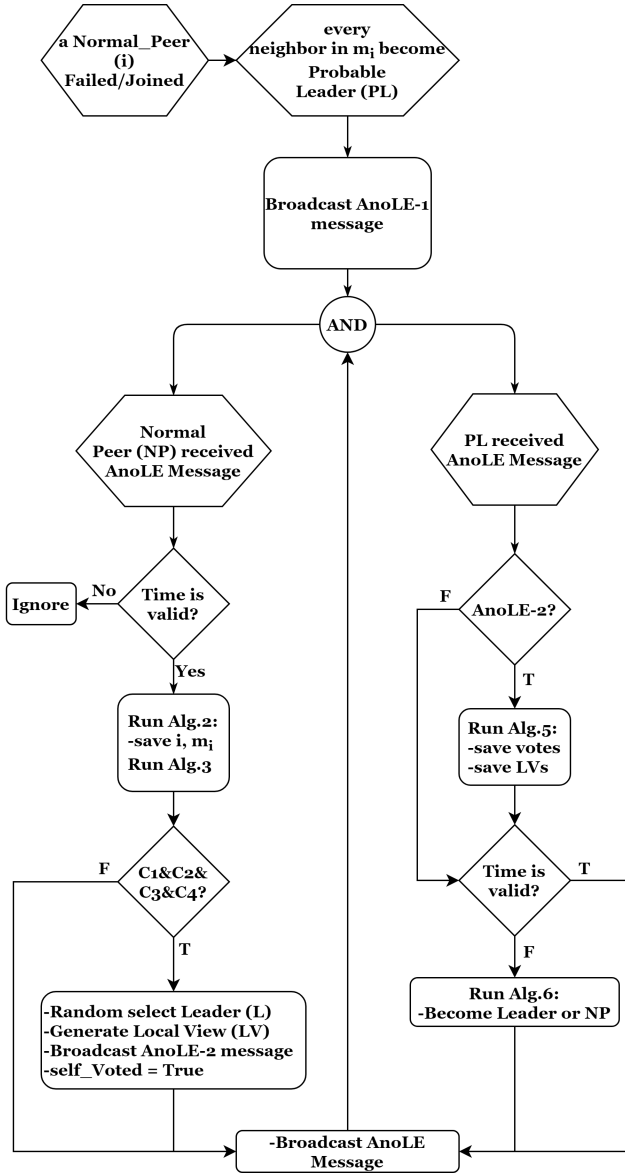 a Normal_Peer
(i)
Failed/Joined
every
neighbor in mi become
Probable
Leader (PL)
Broadcast AnoLE-1
message
AND
Normal
Peer (NP) received
AnoLE Message
PL received
AnoLE Message
Time is
valid?
No
Ignore
Yes
AnoLE-2?
F
T
Run Alg.2:
-save i, mi
Run Alg.3
Run Alg.5:
-save votes
-save LVs
C1&C2&
C3&C4?
F
T
Time is
valid?
T
F
-Random select Leader (L)
-Generate Local View (LV)
-Broadcast AnoLE-2 message
-self_Voted = True
Run Alg.6:
-Become Leader or NP
-Broadcast AnoLE
Message